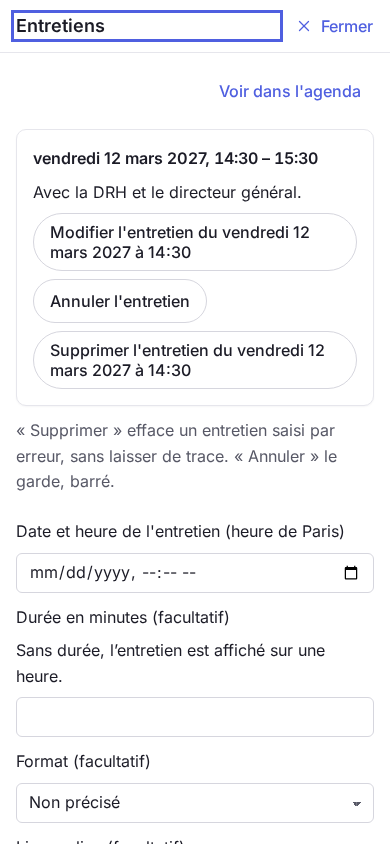 Entretiens
Fermer
Voir dans l'agenda
vendredi 12 mars 2027, 14:30 – 15:30
Avec la DRH et le directeur général.
Modifier l'entretien du vendredi 12
mars 2027 à 14:30
Annuler l'entretien
Supprimer l'entretien du vendredi 12
mars 2027 à 14:30
« Supprimer » efface un entretien saisi par
erreur, sans laisser de trace. « Annuler » le
garde, barré.
Date et heure de l'entretien (heure de Paris)
mm/dd/yyyy, --:-- --
Durée en minutes (facultatif)
Sans durée, l’entretien est affiché sur une
heure.
Format (facultatif)
Non précisé